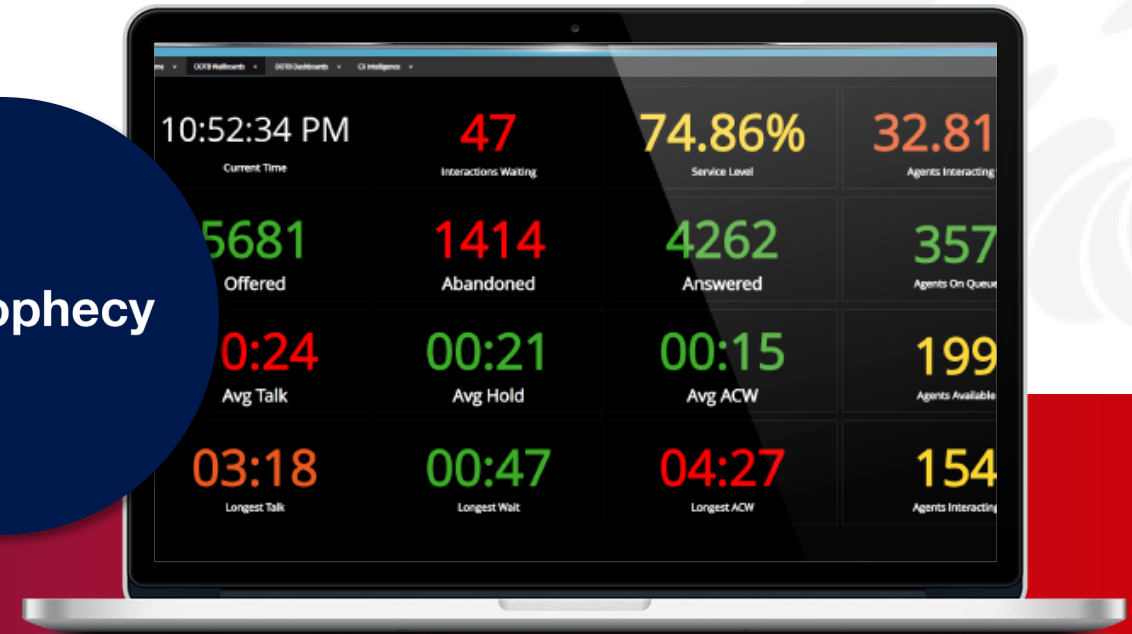 OOTB Wallboards
OOTB Dashboards
CX Intelligence
10:52:34 PM
Current Time
47
Interactions Waiting
74.86%
Service Level
32.81
Agents Interacting
5681
Offered
1414
Abandoned
4262
Answered
357
Agents On Queue
ophecy
0:24
Avg Talk
00:21
Avg Hold
00:15
Avg ACW
199
Agents Available
03:18
Longest Talk
00:47
Longest Wait
04:27
Longest ACW
154
Agents Interacting